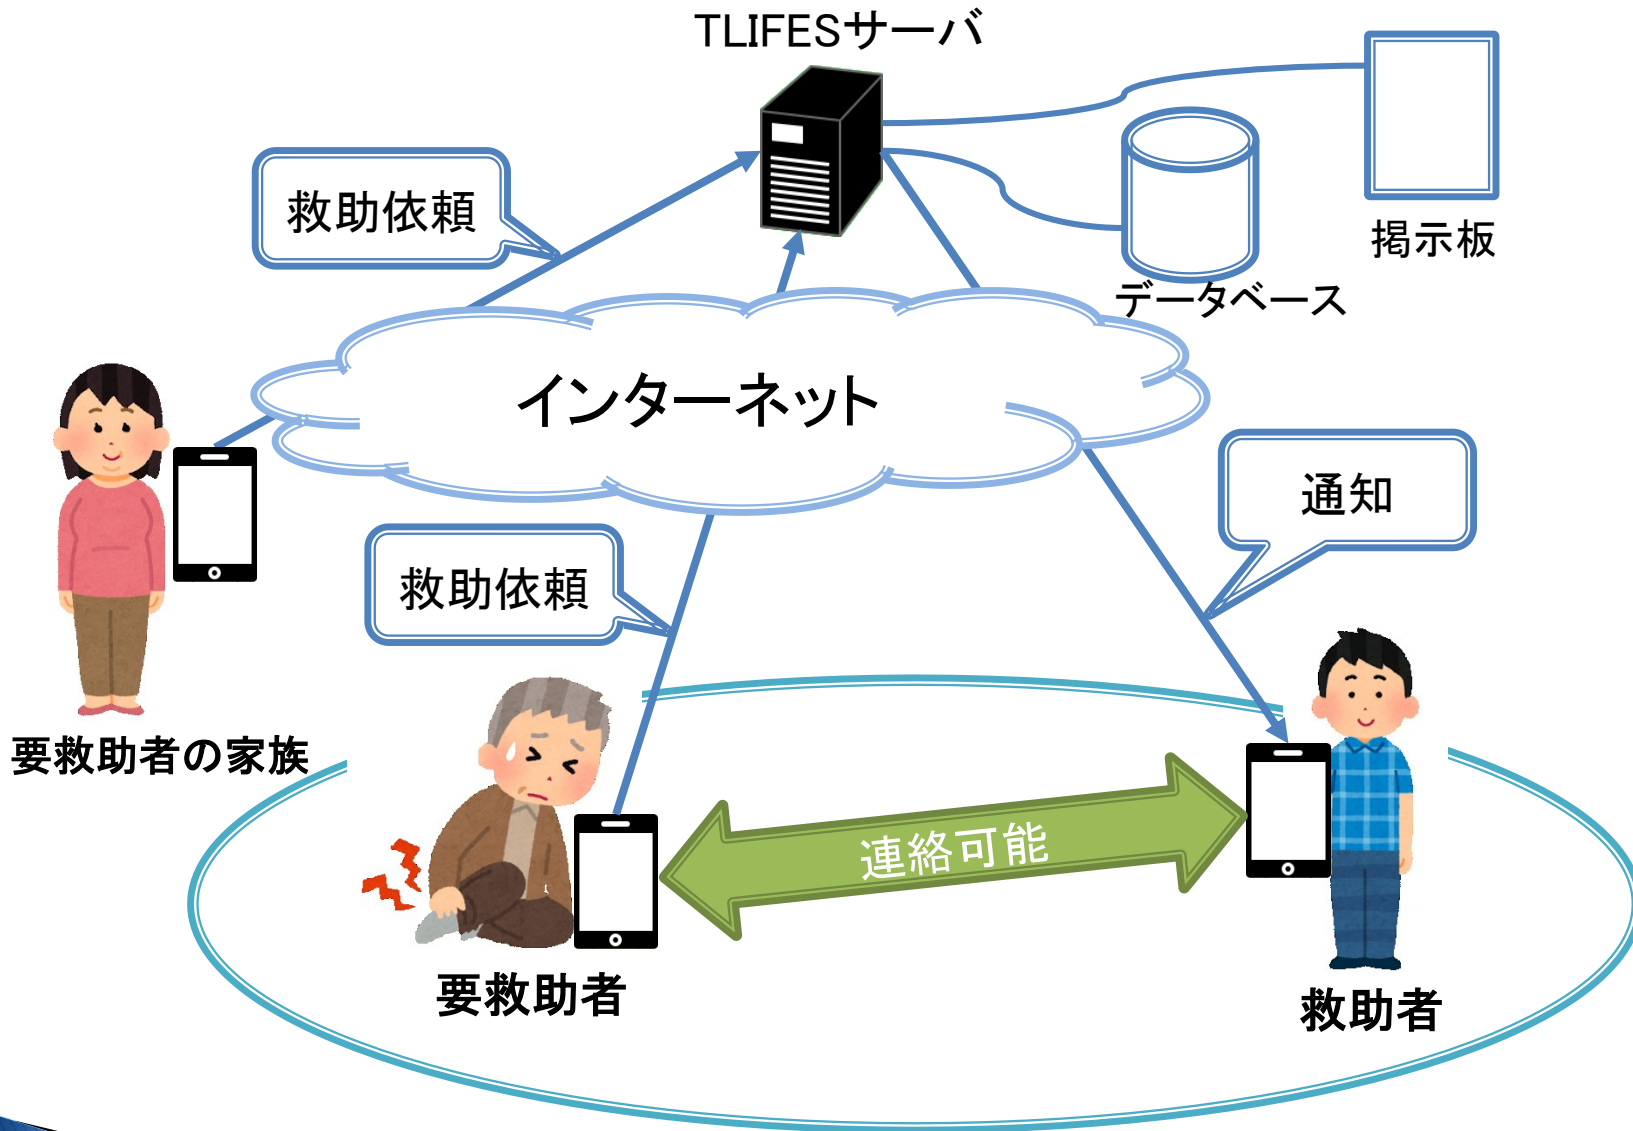 TLIFESサーバ
救助依頼
掲示板
データベース
インターネット
通知
救助依頼
要救助者の家族
連絡可能
要救助者
救助者